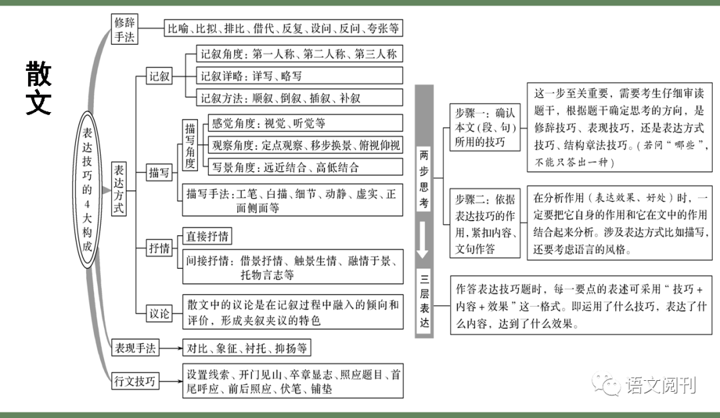 散文
表达技巧的4大构成
修辞
手法
比喻、比拟、排比、借代、反复、设问、反问、夸张等
表达方式
记叙
记叙角度：第一人称、第二人称、第三人称
记叙详略：详写、略写
记叙方法：顺叙、倒叙、插叙、补叙
描写
描写角度
感觉角度：视觉、听觉等
观察角度：定点观察、移步换景、俯视仰视
写景角度：远近结合、高低结合
描写手法：工笔、白描、细节、动静、虚实、正
面侧面等
抒情
直接抒情
间接抒情：借景抒情、触景生情、融情于景、
托物言志等
议论
散文中的议论是在记叙过程中融入的倾向和
评价，形成夹叙夹议的特色
表现手法
对比、象征、衬托、抑扬等
行文技巧
设置线索、开门见山、卒章显志、照应题目、首
尾呼应、前后照应、伏笔、铺垫
两步思考
步骤一：确认
本文(段、句)
所用的技巧
这一步至关重要，需要考生仔细审读
题干，根据题干确定思考的方向，是
修辞技巧、表现技巧，还是表达方式
技巧、结构章法技巧。(若问“哪些”，
不能只答出一种)
步骤二：依据
表达技巧的作
用，紧扣内容、
文句作答
在分析作用(表达效果、好处)时，一
定要把它自身的作用和它在文中的作用
结合起来分析。涉及表达方式比如描写，
还要考虑语言的风格。
三层表达
作答表达技巧题时，每一要点的表述可采用“技巧＋
内容＋效果”这一格式。即运用了什么技巧，表达了什
么内容，达到了什么效果。
语文阅刊